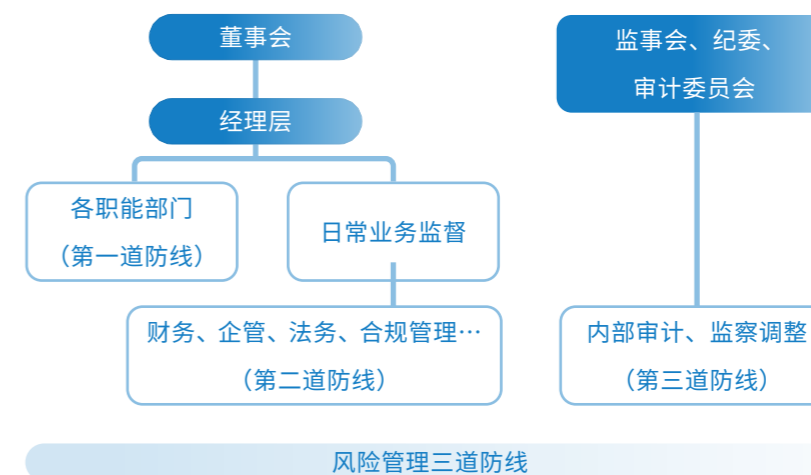 董事会
经理层
各职能部门
（第一道防线）
日常业务监督
财务、企管、法务、合规管理…
（第二道防线）
监事会、纪委、
审计委员会
内部审计、监察调整
（第三道防线）
风险管理三道防线